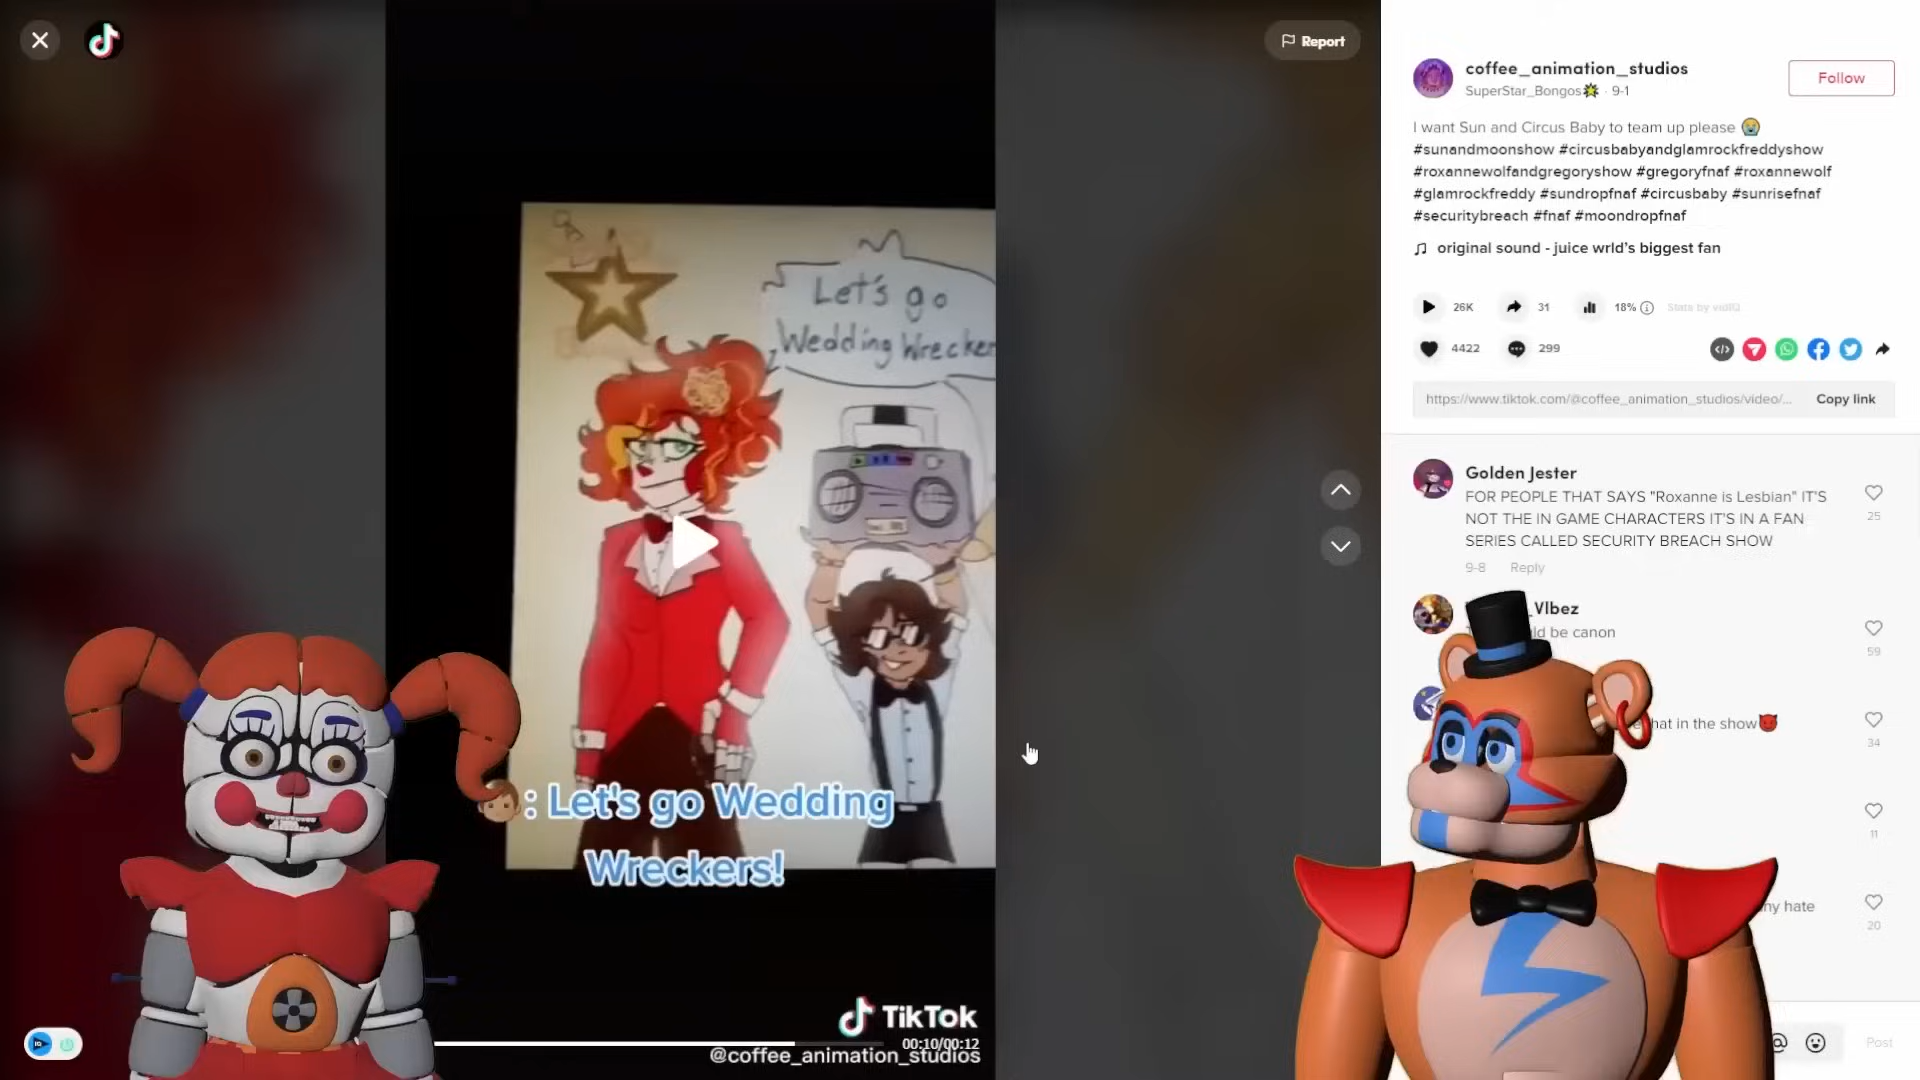 Report
coffee_animation_studios
SuperStar_Bongos · 9-1
Follow
I want Sun and Circus Baby to team up please
#sunandmoonshow #circusbabyandglamrockfreddyshow
#roxannewolfandgregoryshow #gregoryfnaf #roxannewolf
#glamrockfreddy #sundropfnaf #circusbaby #sunrisefnaf
#securitybreach #fnaf #moondropfnaf
original sound - juice wrld's biggest fan
26K
31
18%
Stats by vidIQ
4422
299
https://www.tiktok.com/@coffee_animation_studios/video/...
Copy link
Golden Jester
FOR PEOPLE THAT SAYS "Roxanne is Lesbian" IT'S
NOT THE IN GAME CHARACTERS IT'S IN A FAN
SERIES CALLED SECURITY BREACH SHOW
25
9-8
Reply
_VIbez
be canon
59
hat in the show
34
11
hate
20
Post
Let's go
Wedding Wrecker
: Let's go Wedding
Wreckers!
TikTok
00:10/00:12
@coffee_animation_studios